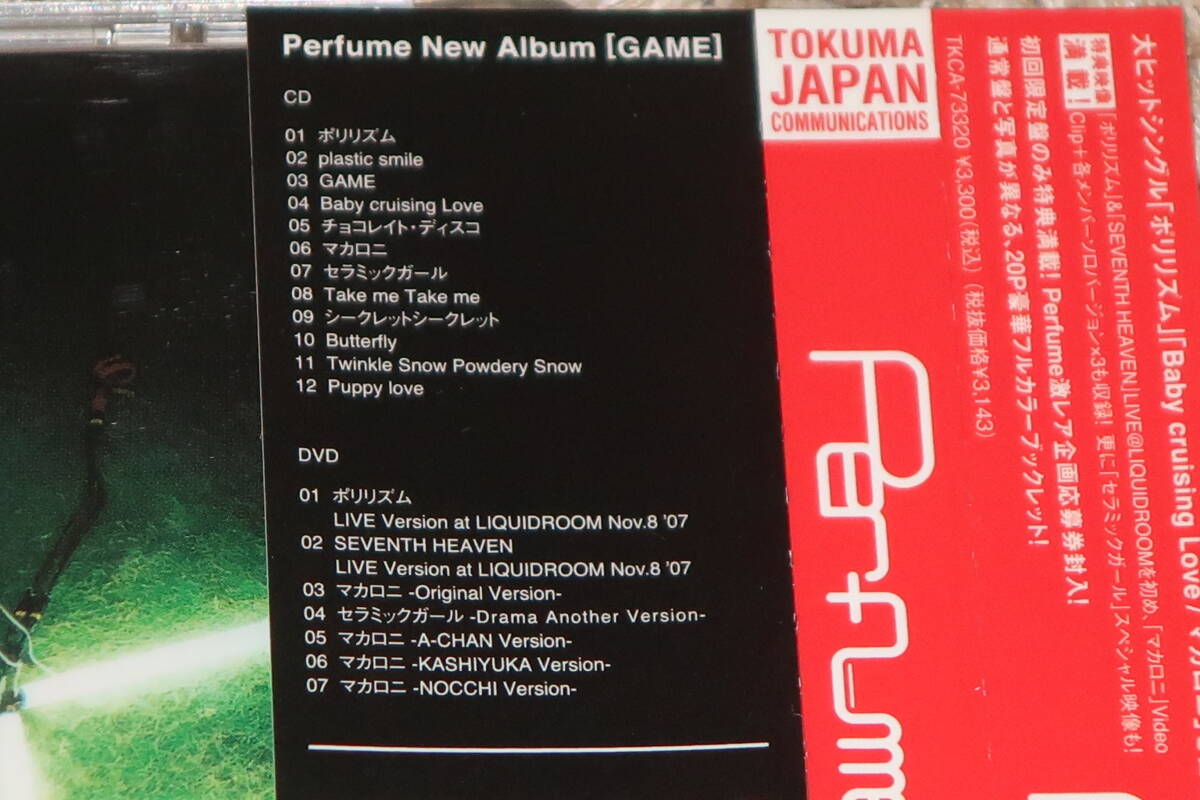 Perfume New Album [GAME]
CD
01 ポリリズム
02 plastic smile
03 GAME
04 Baby cruising Love
05 チョコレイト・ディスコ
06 マカロニ
07 セラミックガール
08 Take me Take me
09 シークレットシークレット
10 Butterfly
11 Twinkle Snow Powdery Snow
12 Puppy love
DVD
01 ポリリズム
LIVE Version at LIQUIDROOM Nov.8 '07
02 SEVENTH HEAVEN
LIVE Version at LIQUIDROOM Nov.8 '07
03 マカロニ -Original Version-
04 セラミックガール -Drama Another Version-
05 マカロニ -A-CHAN Version-
06 マカロニ -KASHIYUKA Version-
07 マカロニ -NOCCHI Version-
TOKUMA
JAPAN
COMMUNICATIONS
大ヒットシングル「ポリリズム」「Baby cruising Love /
特典映像
満載!
「ポリリズム」&「SEVENTH HEAVEN」LIVE@LIQUIDROOMを初め、「マカロニ」Video
Clip+各メンバーソロバージョン×3も収録! 更に「セラミックガール」スペシャル映像も!
初回限定盤のみ特典満載! Perfume激レア企画応募券封入!
通常盤と写真が異なる、20P豪華フルカラーブックレット!
TKCA-73320 ¥3,300(税込) (税抜価格¥3,143)
Perfume